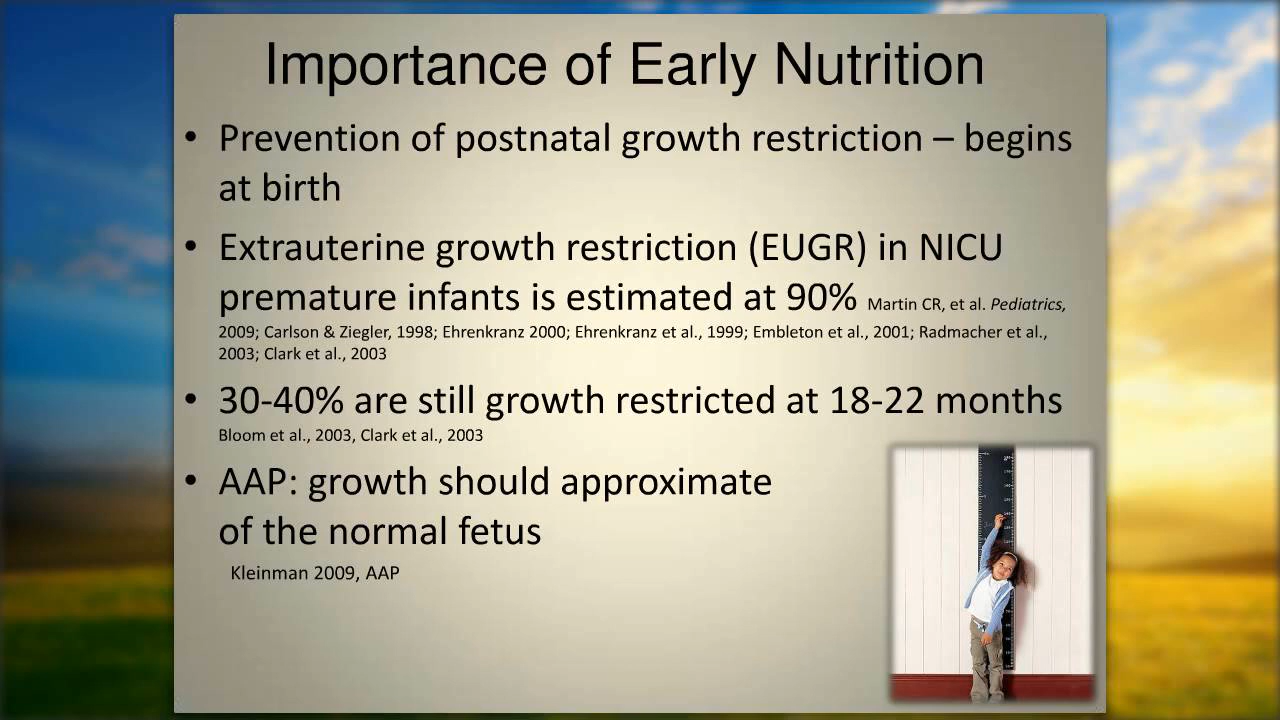 Importance of Early Nutrition
• Prevention of postnatal growth restriction – begins
at birth
• Extrauterine growth restriction (EUGR) in NICU
premature infants is estimated at 90% Martin CR, et al. Pediatrics,
2009; Carlson & Ziegler, 1998; Ehrenkranz 2000; Ehrenkranz et al., 1999; Embleton et al., 2001; Radmacher et al.,
2003; Clark et al., 2003
• 30-40% are still growth restricted at 18-22 months
Bloom et al., 2003, Clark et al., 2003
• AAP: growth should approximate
of the normal fetus
Kleinman 2009, AAP